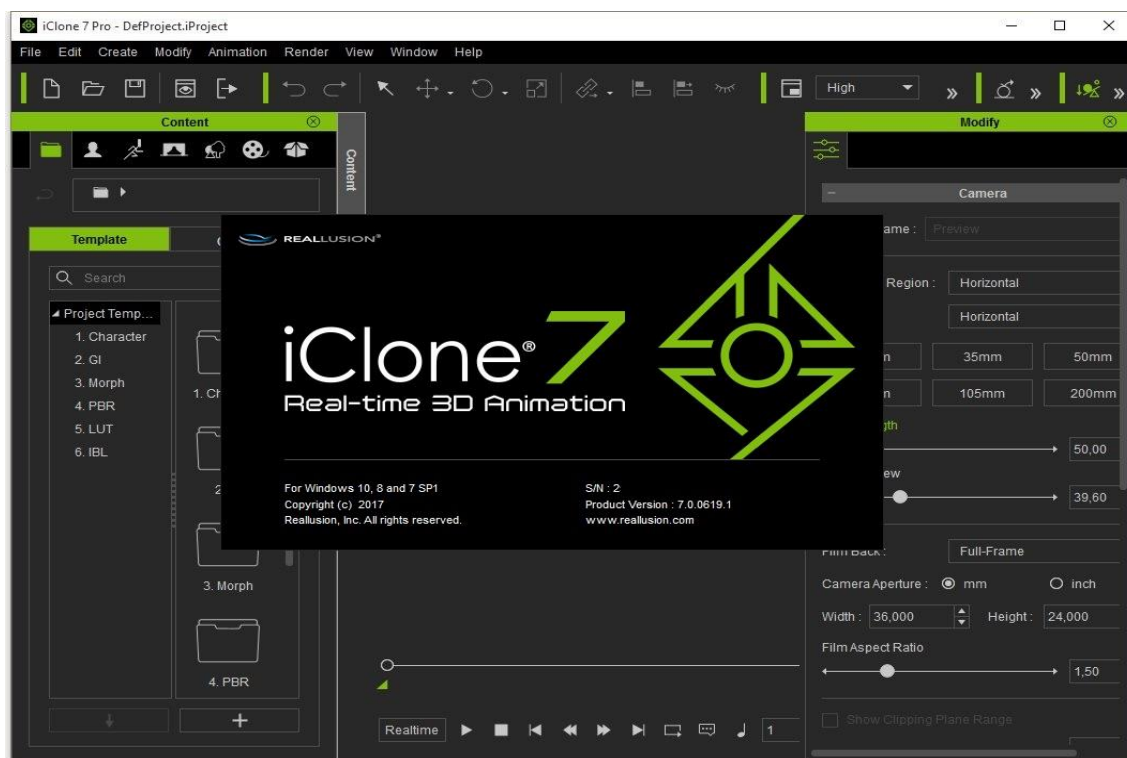 iClone 7 Pro - DefProject.iProject
File Edit Create Modify Animation Render View Window Help
High
Content
Content
Modify
Camera
Template
Search
Project Temp...
1. Character
2. GI
3. Morph
4. PBR
5. LUT
6. IBL
1. Ch
2
3. Morph
4. PBR
REALLUSION®
iClone® 7
Real-time 3D Animation
For Windows 10, 8 and 7 SP1
Copyright (c) 2017
Reallusion, Inc. All rights reserved.
S/N : 2
Product Version : 7.0.0619.1
www.reallusion.com
ame : Preview
Region : Horizontal
Horizontal
35mm 50mm
105mm 200mm
gth
50,00
ew
39,60
Film Back : Full-Frame
Camera Aperture : mm inch
Width : 36,000 Height : 24,000
Film Aspect Ratio
1,50
Show Clipping Plane Range
Realtime 1